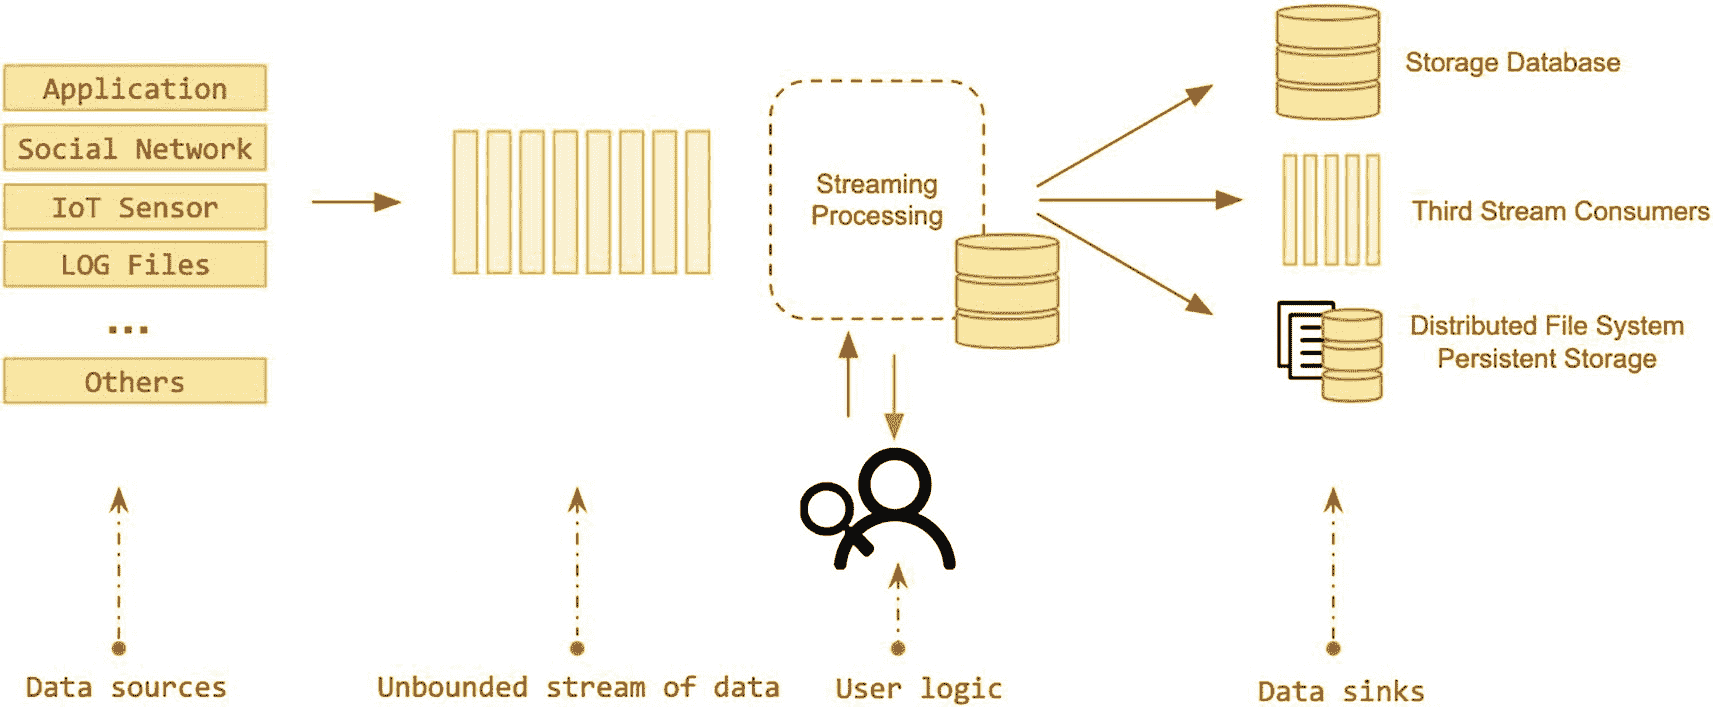 Application
Social Network
IoT Sensor
LOG Files
...
Others
Streaming
Processing
Storage Database
Third Stream Consumers
Distributed File System
Persistent Storage
Data sources
Unbounded stream of data
User logic
Data sinks